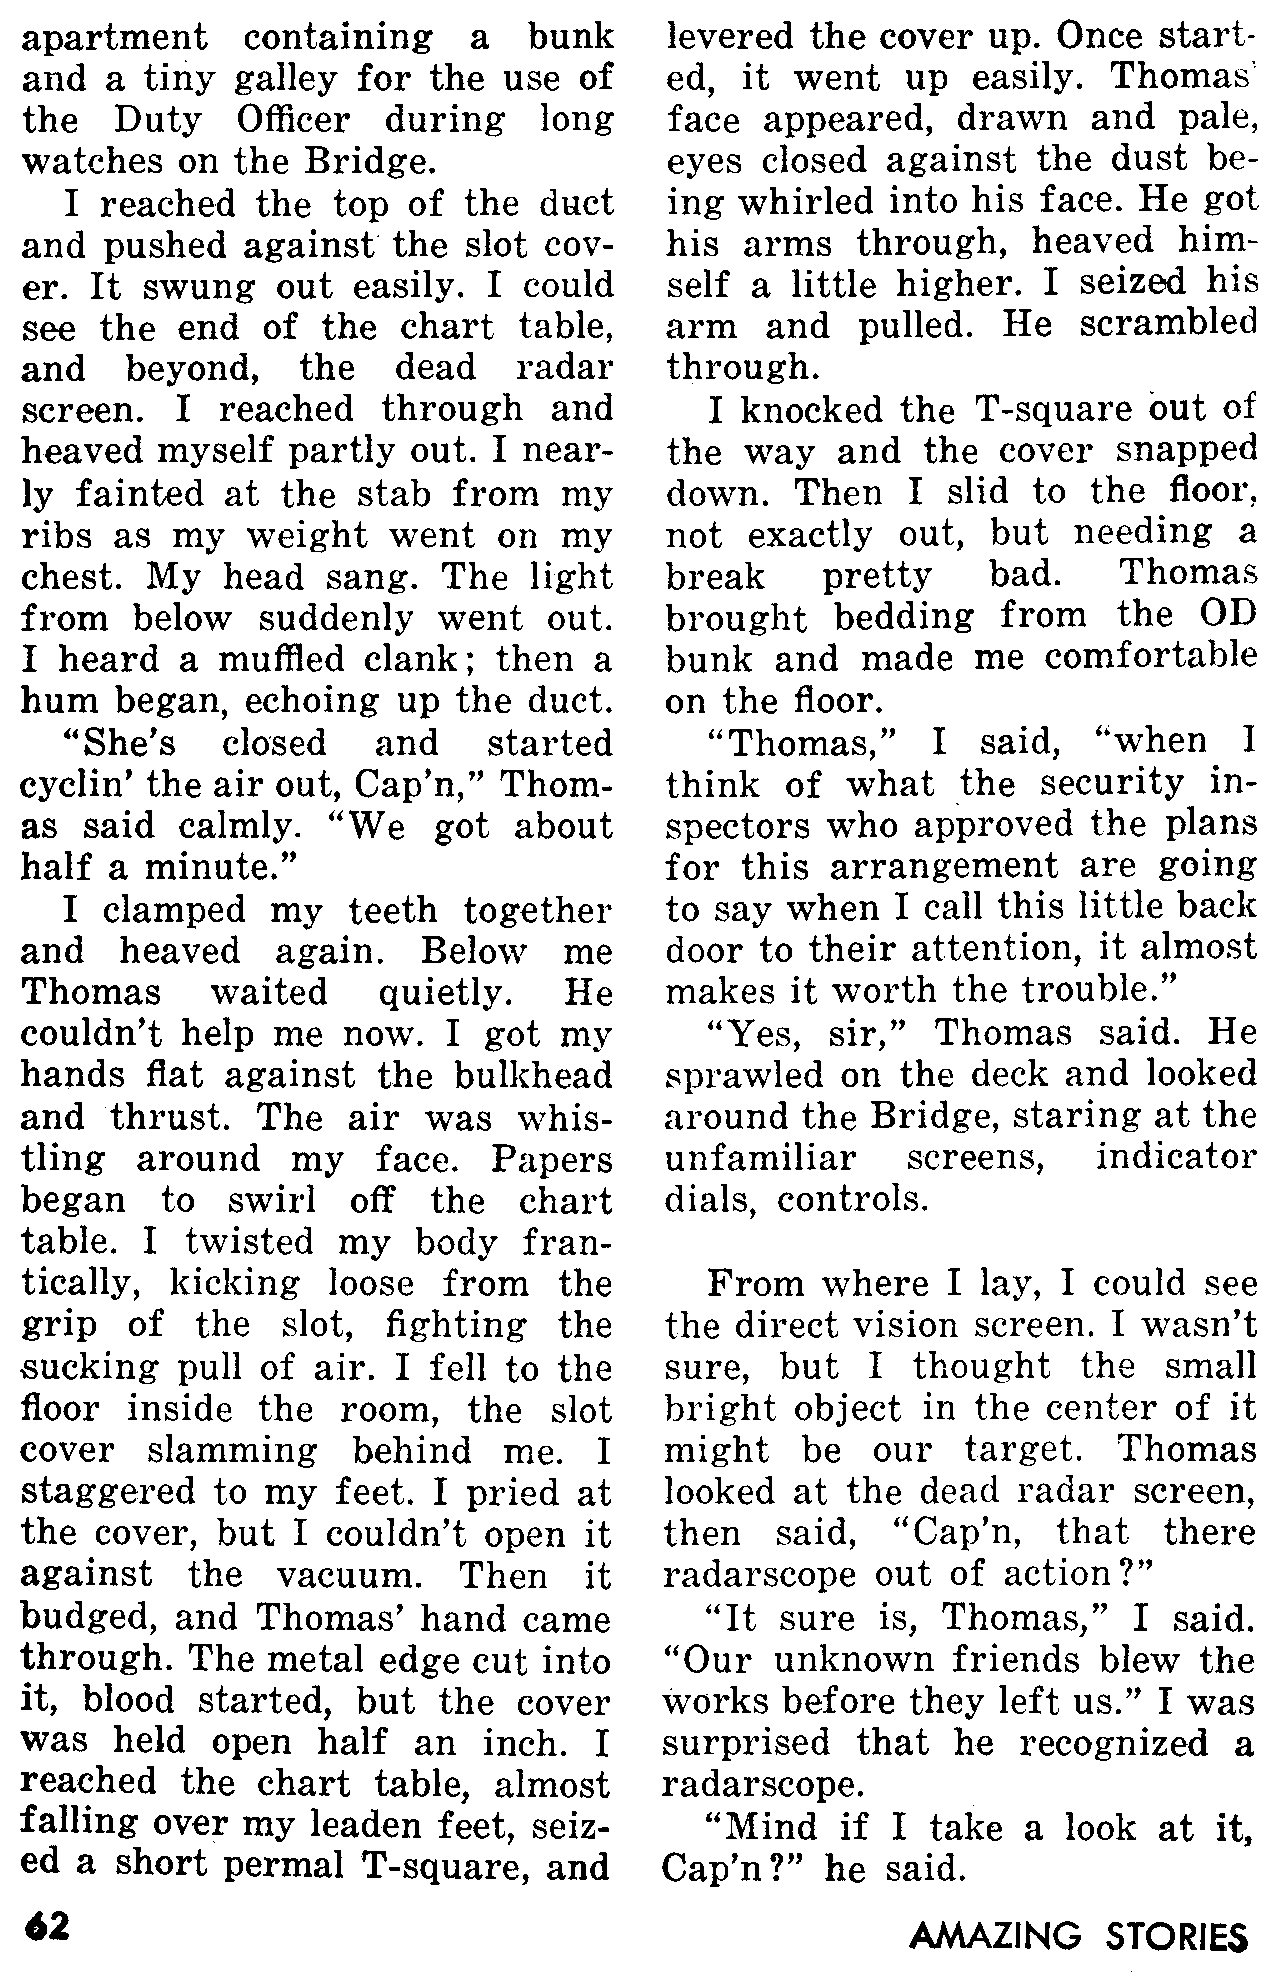 apartment containing a bunk
and a tiny galley for the use of
the Duty Officer during long
watches on the Bridge.
I reached the top of the duct
and pushed against the slot cov-
er. It swung out easily. I could
see the end of the chart table,
and beyond, the dead radar
screen. I reached through and
heaved myself partly out. I near-
ly fainted at the stab from my
ribs as my weight went on my
chest. My head sang. The light
from below suddenly went out.
I heard a muffled clank; then a
hum began, echoing up the duct.
“She’s closed and started
cyclin’ the air out, Cap’n,” Thom-
as said calmly. “We got about
half a minute.”
I clamped my teeth together
and heaved again. Below me
Thomas waited quietly. He
couldn’t help me now. I got my
hands flat against the bulkhead
and thrust. The air was whis-
tling around my face. Papers
began to swirl off the chart
table. I twisted my body fran-
tically, kicking loose from the
grip of the slot, fighting the
sucking pull of air. I fell to the
floor inside the room, the slot
cover slamming behind me. I
staggered to my feet. I pried at
the cover, but I couldn’t open it
against the vacuum. Then it
budged, and Thomas’ hand came
through. The metal edge cut into
it, blood started, but the cover
was held open half an inch. I
reached the chart table, almost
falling over my leaden feet, seiz-
ed a short permal T-square, and
levered the cover up. Once start-
ed, it went up easily. Thomas’
face appeared, drawn and pale,
eyes closed against the dust be-
ing whirled into his face. He got
his arms through, heaved him-
self a little higher. I seized his
arm and pulled. He scrambled
through.
I knocked the T-square out of
the way and the cover snapped
down. Then I slid to the floor,
not exactly out, but needing a
break pretty bad. Thomas
brought bedding from the OD
bunk and made me comfortable
on the floor.
“Thomas,” I said, “when I
think of what the security in-
spectors who approved the plans
for this arrangement are going
to say when I call this little back
door to their attention, it almost
makes it worth the trouble.”
“Yes, sir,” Thomas said. He
sprawled on the deck and looked
around the Bridge, staring at the
unfamiliar screens, indicator
dials, controls.
From where I lay, I could see
the direct vision screen. I wasn’t
sure, but I thought the small
bright object in the center of it
might be our target. Thomas
looked at the dead radar screen,
then said, “Cap’n, that there
radarscope out of action?”
“It sure is, Thomas,” I said.
“Our unknown friends blew the
works before they left us.” I was
surprised that he recognized a
radarscope.
“Mind if I take a look at it,
Cap’n?” he said.
62
AMAZING STORIES